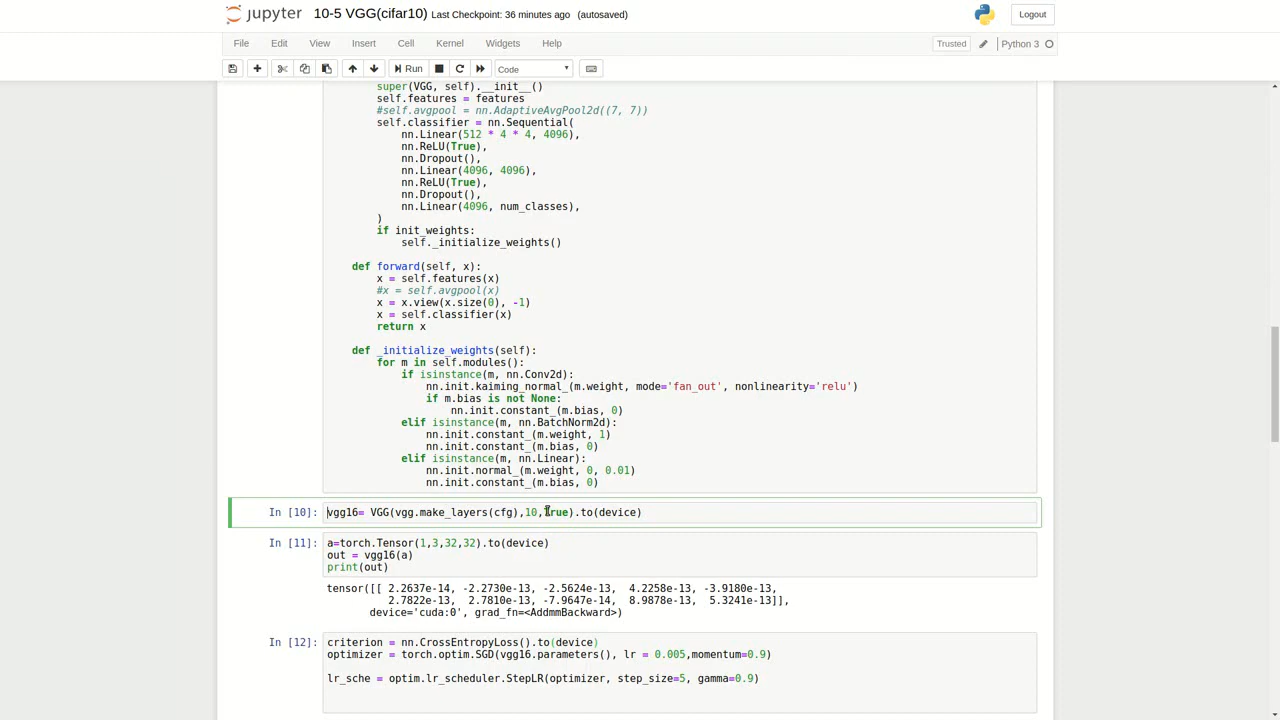 jupyter 10-5 VGG(cifar10) Last Checkpoint: 36 minutes ago (autosaved) Logout
File Edit View Insert Cell Kernel Widgets Help Trusted Python 3
Run Code
super(VGG, self).__init__()
self.features = features
#self.avgpool = nn.AdaptiveAvgPool2d((7, 7))
self.classifier = nn.Sequential(
nn.Linear(512 * 4 * 4, 4096),
nn.ReLU(True),
nn.Dropout(),
nn.Linear(4096, 4096),
nn.ReLU(True),
nn.Dropout(),
nn.Linear(4096, num_classes),
)
if init_weights:
self._initialize_weights()
def forward(self, x):
x = self.features(x)
#x = self.avgpool(x)
x = x.view(x.size(0), -1)
x = self.classifier(x)
return x
def _initialize_weights(self):
for m in self.modules():
if isinstance(m, nn.Conv2d):
nn.init.kaiming_normal_(m.weight, mode='fan_out', nonlinearity='relu')
if m.bias is not None:
nn.init.constant_(m.bias, 0)
elif isinstance(m, nn.BatchNorm2d):
nn.init.constant_(m.weight, 1)
nn.init.constant_(m.bias, 0)
elif isinstance(m, nn.Linear):
nn.init.normal_(m.weight, 0, 0.01)
nn.init.constant_(m.bias, 0)
In [10]: vgg16= VGG(vgg.make_layers(cfg),10,True).to(device)
In [11]: a=torch.Tensor(1,3,32,32).to(device)
out = vgg16(a)
print(out)
tensor([[ 2.2637e-14, -2.2730e-13, -2.5624e-13, 4.2258e-13, -3.9180e-13,
2.7822e-13, 2.7810e-13, -7.9647e-14, 8.9878e-13, 5.3241e-13]],
device='cuda:0', grad_fn=<AddmmBackward>)
In [12]: criterion = nn.CrossEntropyLoss().to(device)
optimizer = torch.optim.SGD(vgg16.parameters(), lr = 0.005,momentum=0.9)
lr_sche = optim.lr_scheduler.StepLR(optimizer, step_size=5, gamma=0.9)